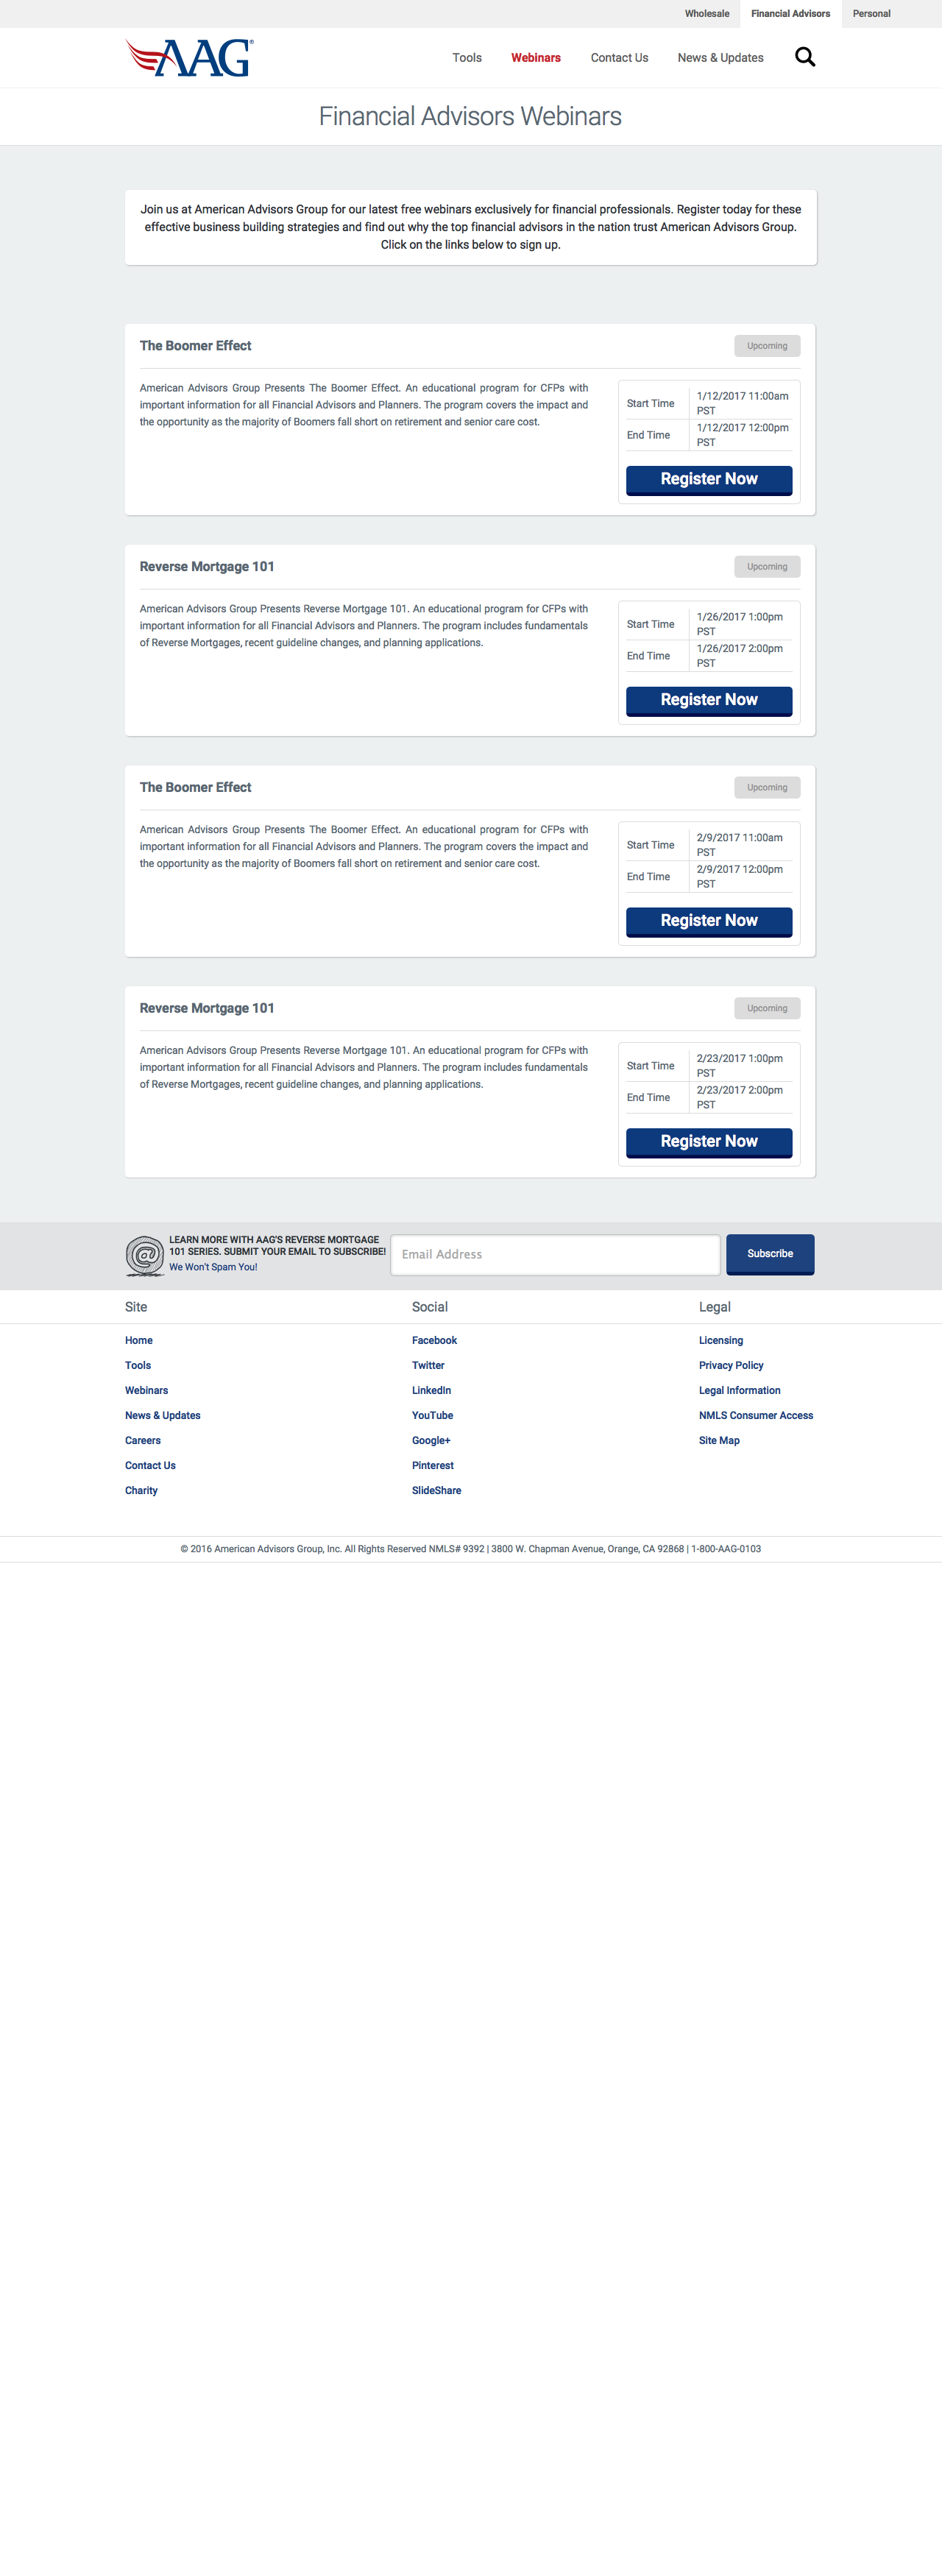 Wholesale Financial Advisors Personal
AAG®
Tools Webinars Contact Us News & Updates
Financial Advisors Webinars
Join us at American Advisors Group for our latest free webinars exclusively for financial professionals. Register today for these
effective business building strategies and find out why the top financial advisors in the nation trust American Advisors Group.
Click on the links below to sign up.
The Boomer Effect
Upcoming
American Advisors Group Presents The Boomer Effect. An educational program for CFPs with
important information for all Financial Advisors and Planners. The program covers the impact and
the opportunity as the majority of Boomers fall short on retirement and senior care cost.
Start Time 1/12/2017 11:00am
PST
End Time 1/12/2017 12:00pm
PST
Register Now
Reverse Mortgage 101
Upcoming
American Advisors Group Presents Reverse Mortgage 101. An educational program for CFPs with
important information for all Financial Advisors and Planners. The program includes fundamentals
of Reverse Mortgages, recent guideline changes, and planning applications.
Start Time 1/26/2017 1:00pm
PST
End Time 1/26/2017 2:00pm
PST
Register Now
The Boomer Effect
Upcoming
American Advisors Group Presents The Boomer Effect. An educational program for CFPs with
important information for all Financial Advisors and Planners. The program covers the impact and
the opportunity as the majority of Boomers fall short on retirement and senior care cost.
Start Time 2/9/2017 11:00am
PST
End Time 2/9/2017 12:00pm
PST
Register Now
Reverse Mortgage 101
Upcoming
American Advisors Group Presents Reverse Mortgage 101. An educational program for CFPs with
important information for all Financial Advisors and Planners. The program includes fundamentals
of Reverse Mortgages, recent guideline changes, and planning applications.
Start Time 2/23/2017 1:00pm
PST
End Time 2/23/2017 2:00pm
PST
Register Now
@
LEARN MORE WITH AAG'S REVERSE MORTGAGE
101 SERIES. SUBMIT YOUR EMAIL TO SUBSCRIBE!
We Won't Spam You!
Email Address
Subscribe
Site
Home
Tools
Webinars
News & Updates
Careers
Contact Us
Charity
Social
Facebook
Twitter
LinkedIn
YouTube
Google+
Pinterest
SlideShare
Legal
Licensing
Privacy Policy
Legal Information
NMLS Consumer Access
Site Map
© 2016 American Advisors Group, Inc. All Rights Reserved NMLS# 9392 | 3800 W. Chapman Avenue, Orange, CA 92868 | 1-800-AAG-0103